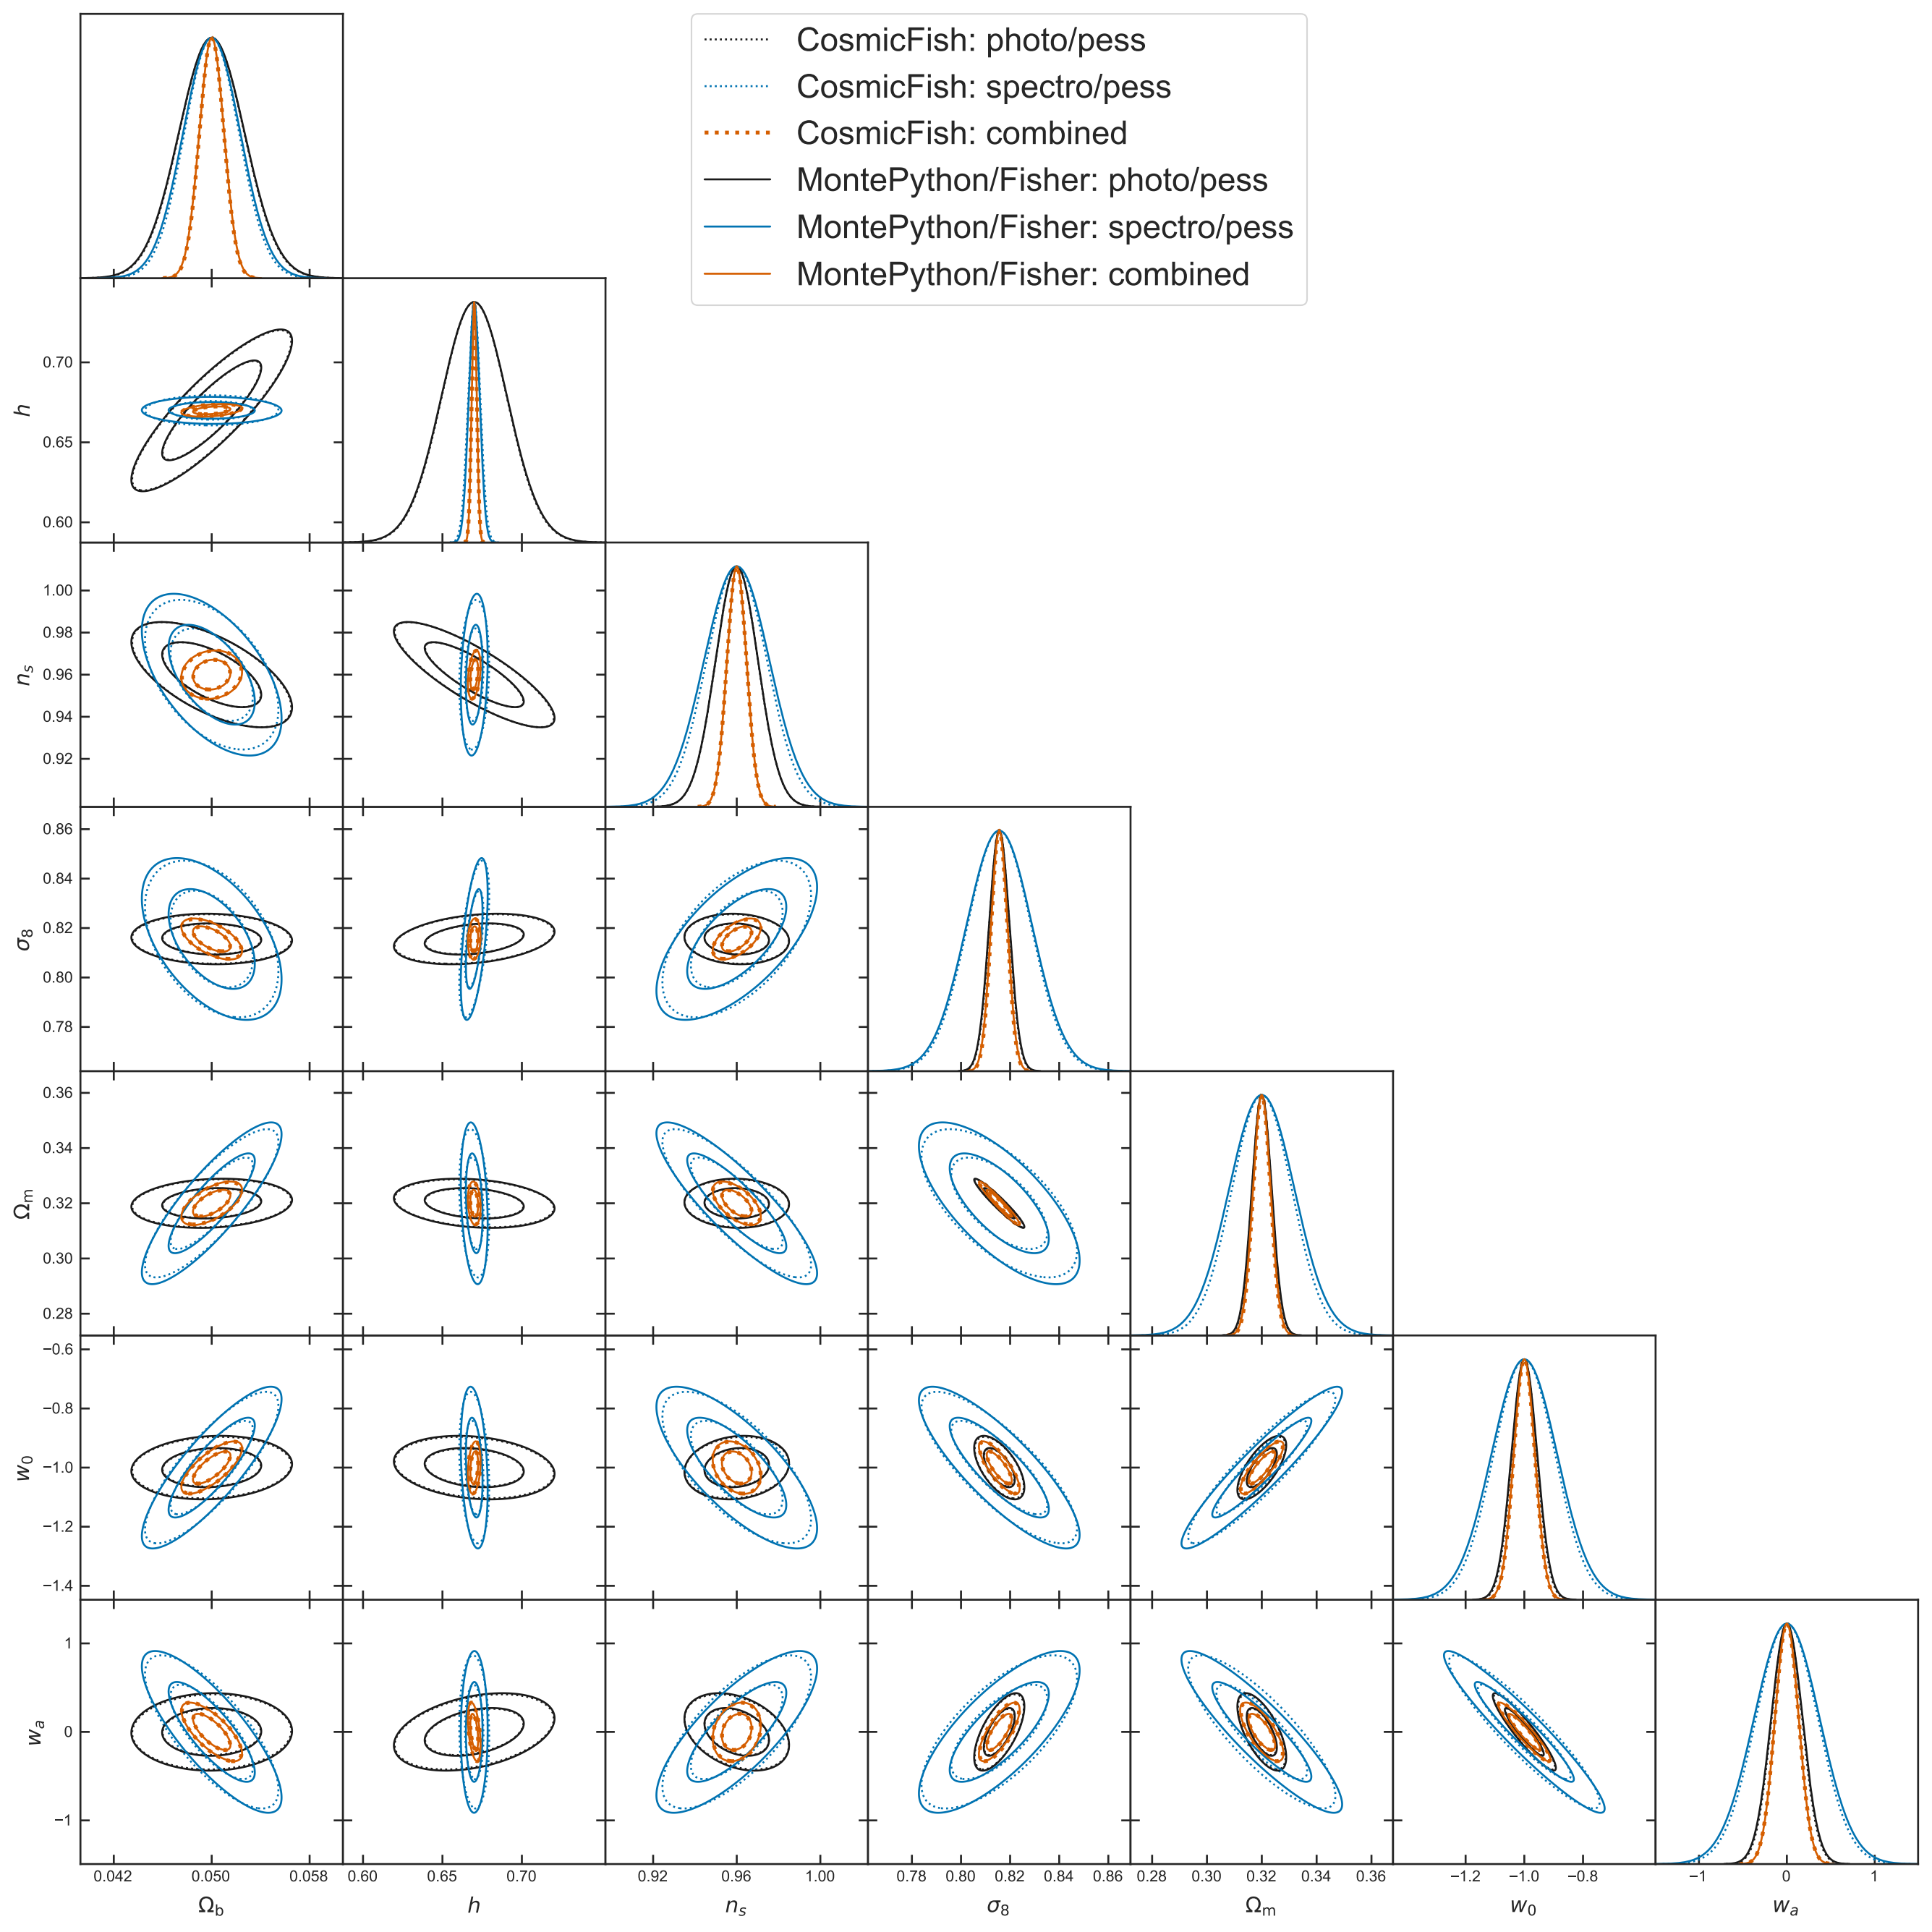 CosmicFish: photo/pess
CosmicFish: spectro/pess
CosmicFish: combined
MontePython/Fisher: photo/pess
MontePython/Fisher: spectro/pess
MontePython/Fisher: combined
0.70
h
0.65
0.60
1.00
0.98
n_s
0.96
0.94
0.92
0.86
0.84
σ_8
0.82
0.80
0.78
0.36
0.34
Ω_m
0.32
0.30
0.28
−0.6
−0.8
w_0
−1.0
−1.2
−1.4
1
w_a
0
−1
0.042 0.050 0.058 0.60 0.65 0.70 0.92 0.96 1.00 0.78 0.80 0.82 0.84 0.86 0.28 0.30 0.32 0.34 0.36 −1.2 −1.0 −0.8 −1 0 1
Ω_b h n_s σ_8 Ω_m w_0 w_a